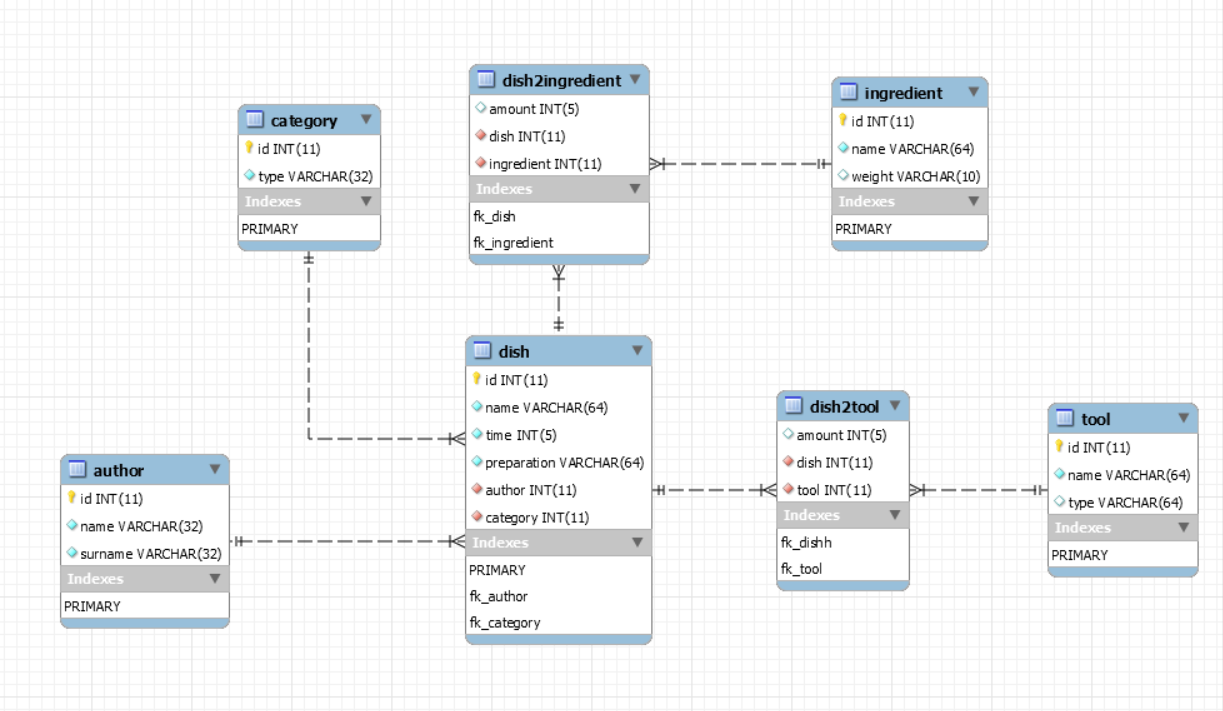 category
id INT(11)
type VARCHAR(32)
Indexes
PRIMARY
dish2ingredient
amount INT(5)
dish INT(11)
ingredient INT(11)
Indexes
fk_dish
fk_ingredient
ingredient
id INT(11)
name VARCHAR(64)
weight VARCHAR(10)
Indexes
PRIMARY
author
id INT(11)
name VARCHAR(32)
surname VARCHAR(32)
Indexes
PRIMARY
dish
id INT(11)
name VARCHAR(64)
time INT(5)
preparation VARCHAR(64)
author INT(11)
category INT(11)
Indexes
PRIMARY
fk_author
fk_category
dish2tool
amount INT(5)
dish INT(11)
tool INT(11)
Indexes
fk_dishh
fk_tool
tool
id INT(11)
name VARCHAR(64)
type VARCHAR(64)
Indexes
PRIMARY